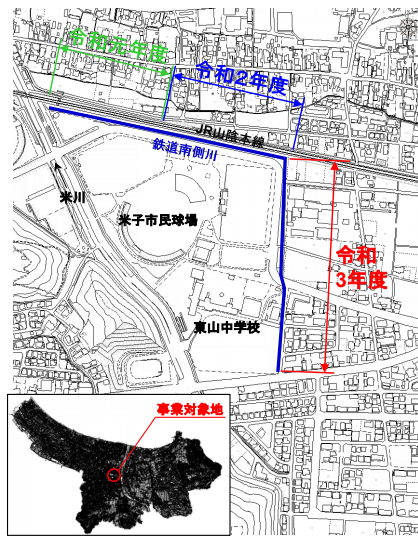 令和元年度
令和2年度
JR山陰本線
鉄道南側川
米川
米子市民球場
令和
3年度
東山中学校
事業対象地